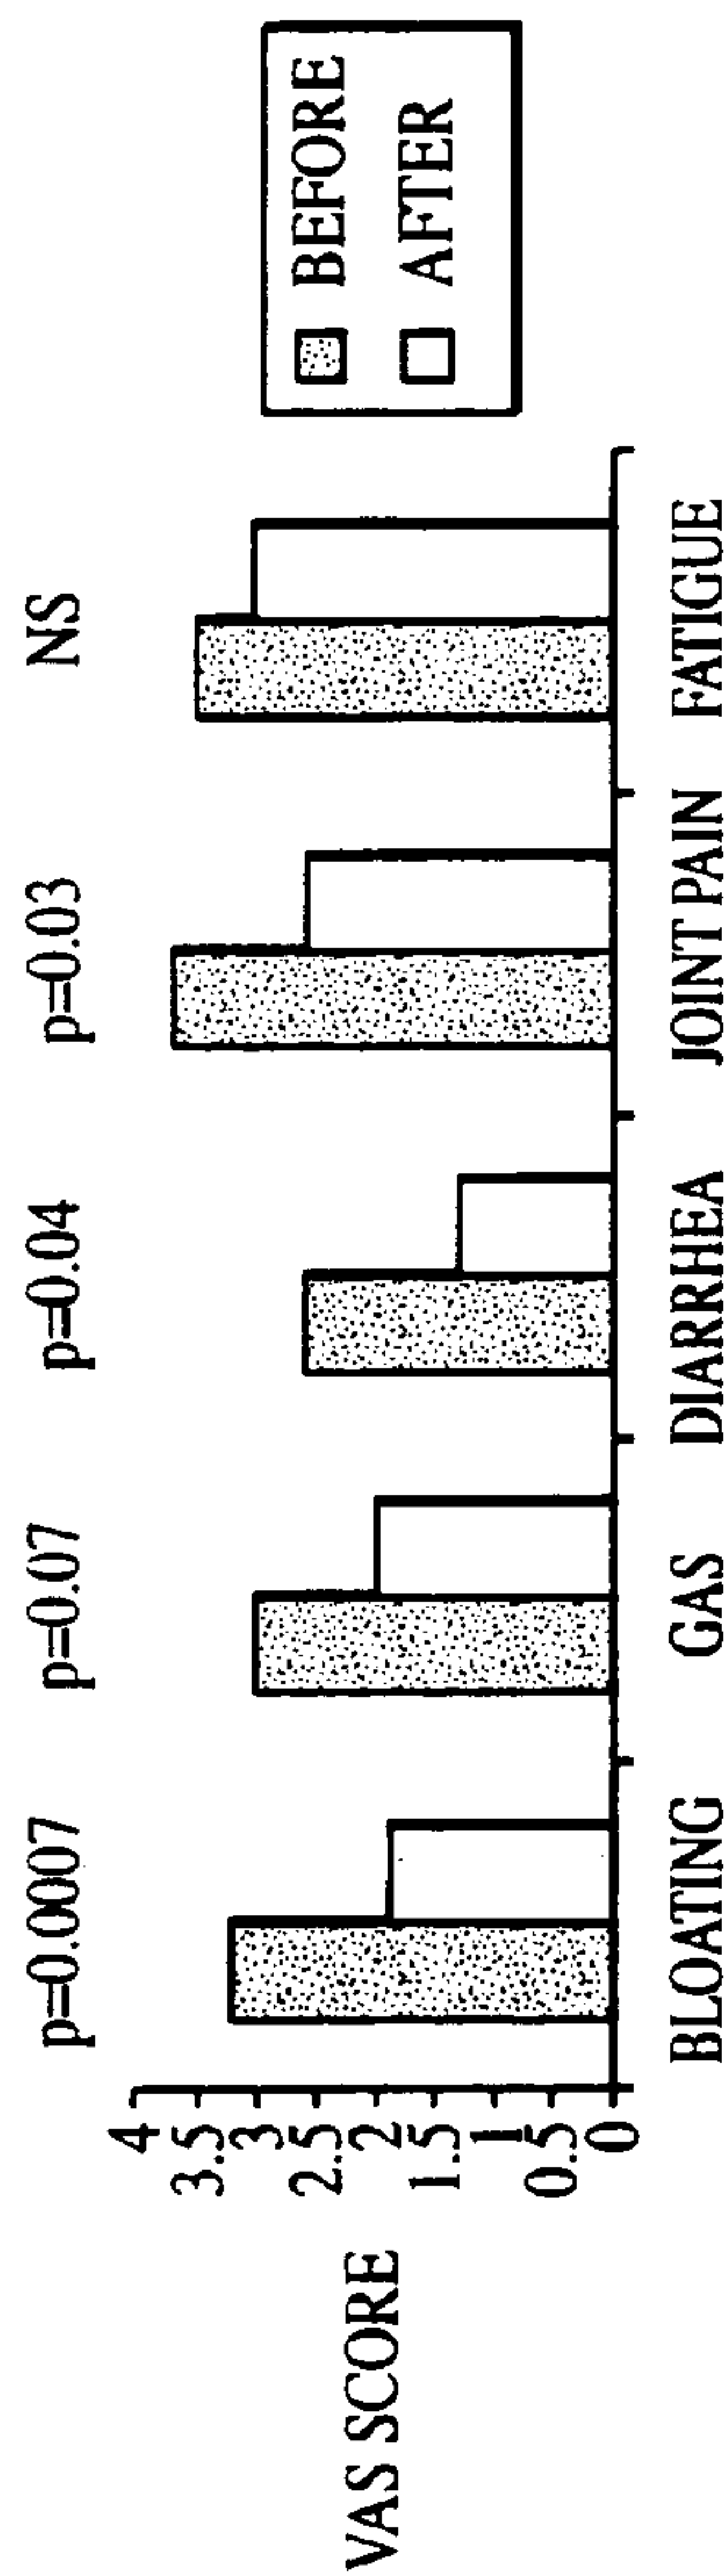 p=0.0007 p=0.07 p=0.04 p=0.03 NS
VAS SCORE
4
3.5
3
2.5
2
1.5
1
0.5
0
BLOATING GAS DIARRHEA JOINT PAIN FATIGUE
BEFORE
AFTER